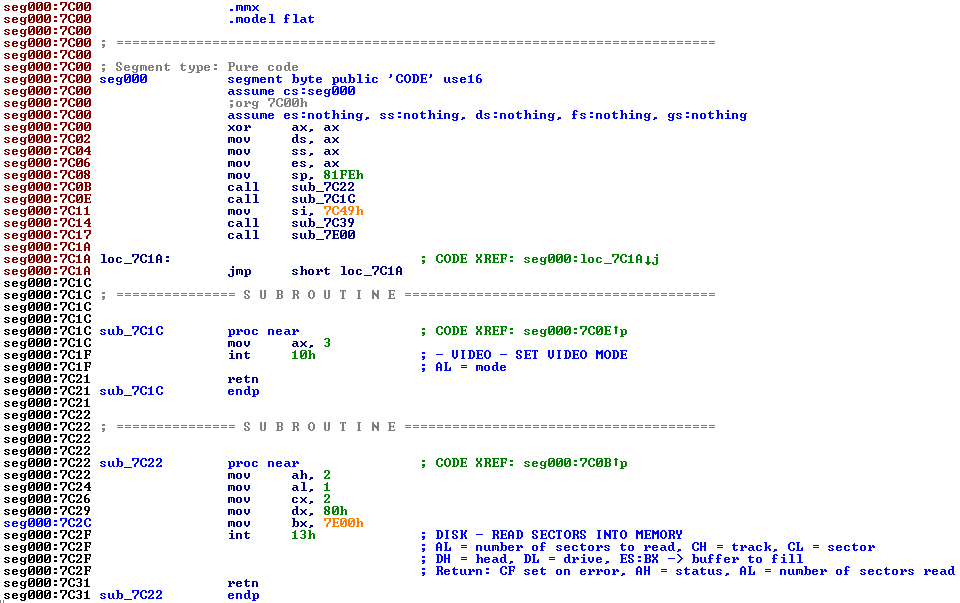 seg000:7C00 .mmx
seg000:7C00 .model flat
seg000:7C00
seg000:7C00 ; ===========================================================================
seg000:7C00
seg000:7C00 ; Segment type: Pure code
seg000:7C00 seg000 segment byte public 'CODE' use16
seg000:7C00 assume cs:seg000
seg000:7C00 ;org 7C00h
seg000:7C00 assume es:nothing, ss:nothing, ds:nothing, fs:nothing, gs:nothing
seg000:7C00 xor ax, ax
seg000:7C02 mov ds, ax
seg000:7C04 mov ss, ax
seg000:7C06 mov es, ax
seg000:7C08 mov sp, 81FEh
seg000:7C0B call sub_7C22
seg000:7C0E call sub_7C1C
seg000:7C11 mov si, 7C49h
seg000:7C14 call sub_7C39
seg000:7C17 call sub_7E00
seg000:7C1A
seg000:7C1A loc_7C1A: ; CODE XREF: seg000:loc_7C1A↓j
seg000:7C1A jmp short loc_7C1A
seg000:7C1C
seg000:7C1C ; =============== S U B R O U T I N E =======================================
seg000:7C1C
seg000:7C1C
seg000:7C1C sub_7C1C proc near ; CODE XREF: seg000:7C0E↑p
seg000:7C1C mov ax, 3
seg000:7C1F int 10h ; - VIDEO - SET VIDEO MODE
seg000:7C1F ; AL = mode
seg000:7C21 retn
seg000:7C21 sub_7C1C endp
seg000:7C21
seg000:7C22
seg000:7C22 ; =============== S U B R O U T I N E =======================================
seg000:7C22
seg000:7C22
seg000:7C22 sub_7C22 proc near ; CODE XREF: seg000:7C0B↑p
seg000:7C22 mov ah, 2
seg000:7C24 mov al, 1
seg000:7C26 mov cx, 2
seg000:7C29 mov dx, 80h
seg000:7C2C mov bx, 7E00h
seg000:7C2F int 13h ; DISK - READ SECTORS INTO MEMORY
seg000:7C2F ; AL = number of sectors to read, CH = track, CL = sector
seg000:7C2F ; DH = head, DL = drive, ES:BX -> buffer to fill
seg000:7C2F ; Return: CF set on error, AH = status, AL = number of sectors read
seg000:7C31 retn
seg000:7C31 sub_7C22 endp